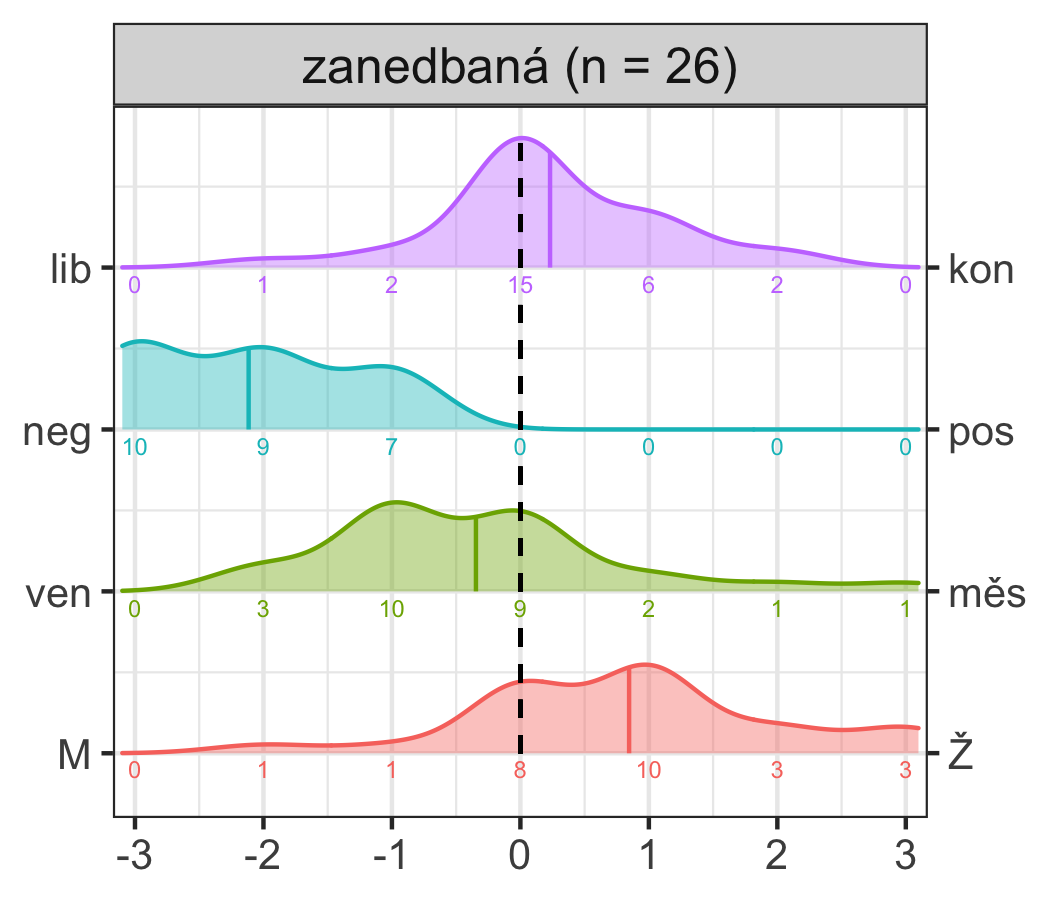 zanedbaná (n = 26)
lib kon
0 1 2 15 6 2 0
neg pos
10 9 7 0 0 0 0
ven měs
0 3 10 9 2 1 1
M Ž
0 1 1 8 10 3 3
-3 -2 -1 0 1 2 3